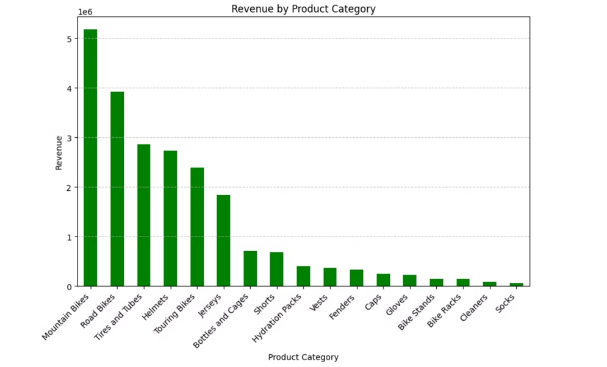 Revenue by Product Category
1e6
5
4
3
2
1
0
Revenue
Mountain Bikes
Road Bikes
Tires and Tubes
Helmets
Touring Bikes
Jerseys
Bottles and Cages
Shorts
Hydration Packs
Vests
Fenders
Caps
Gloves
Bike Stands
Bike Racks
Cleaners
Socks
Product Category